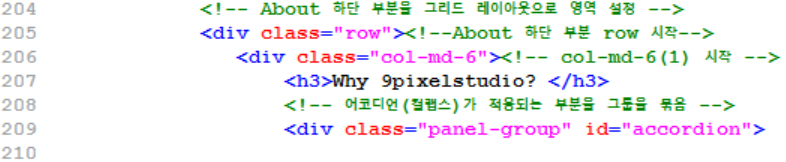 204 <!-- About 하단 부분을 그리드 레이아웃으로 영역 설정 -->
205 <div class="row"><!--About 하단 부분 row 시작-->
206 <div class="col-md-6"><!-- col-md-6(1) 시작 -->
207 <h3>Why 9pixelstudio? </h3>
208 <!-- 어코디언(컬랩스)가 적용되는 부분을 그룹을 묶음 -->
209 <div class="panel-group" id="accordion">
210